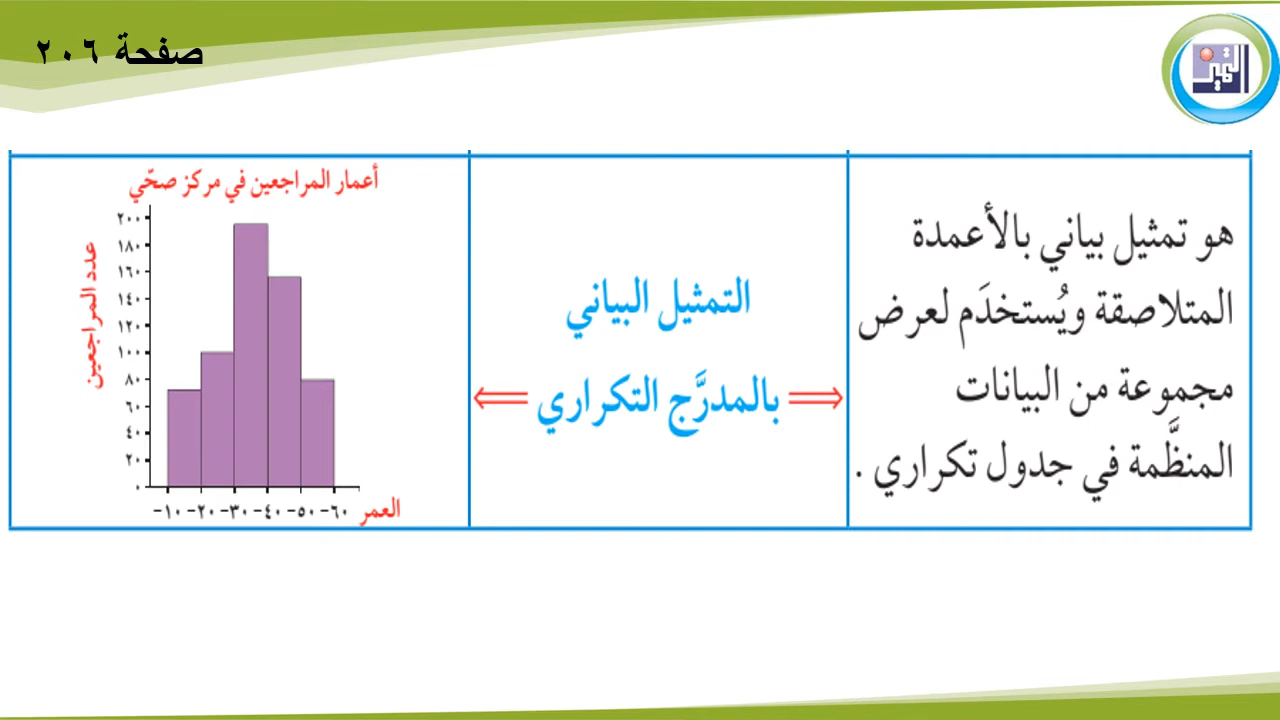 صفحة ٢٠٦
التميز
هو تمثيل بياني بالأعمدة
المتلاصقة ويُستخدَم لعرض
مجموعة من البيانات
المنظَّمة في جدول تكراري .
التمثيل البياني
بالمدرَّج التكراري
أعمار المراجعين في مركز صحّي
عدد المراجعين
٢٠٠
١٨٠
١٦٠
١٤٠
١٢٠
١٠٠
٨٠
٦٠
٤٠
٢٠
٠
-١٠ -٢٠ -٣٠ -٤٠ -٥٠ -٦٠
العمر